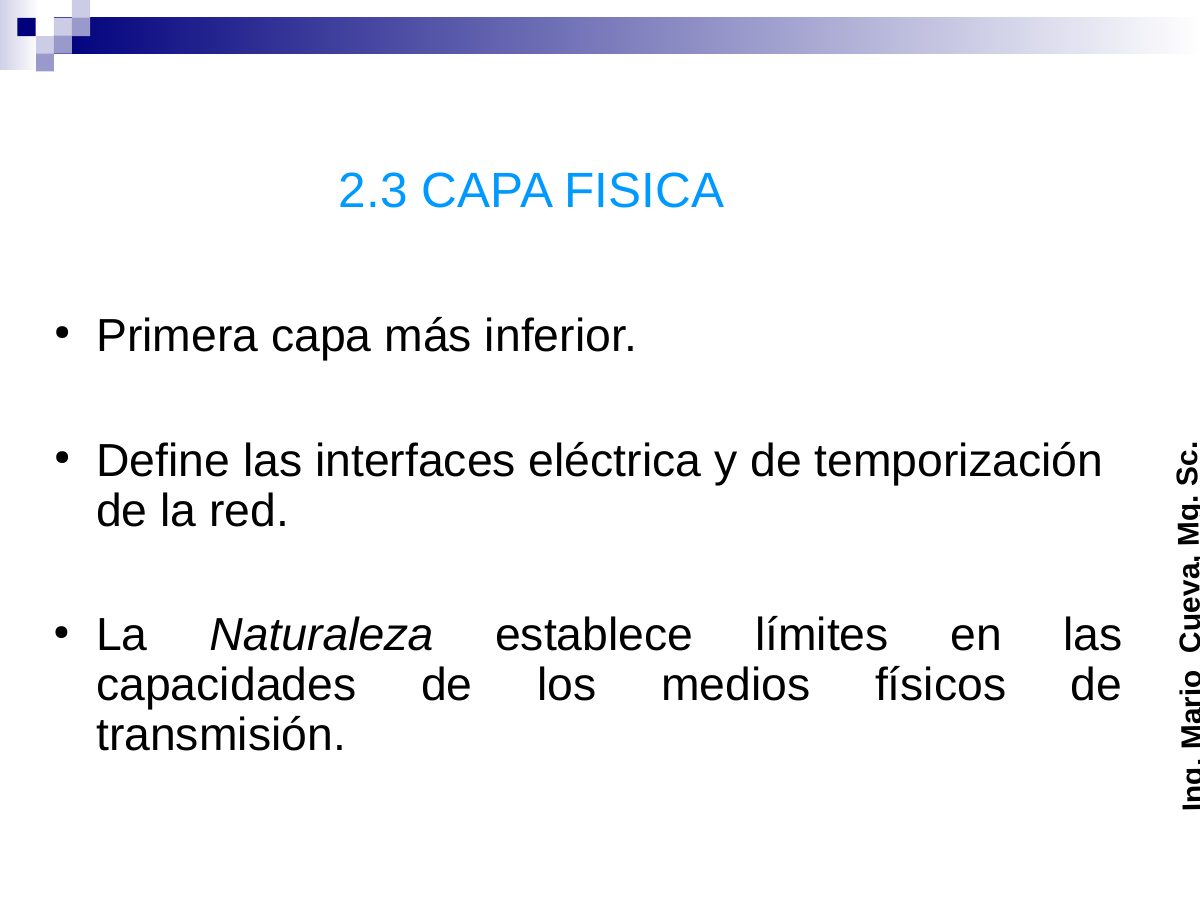 2.3 CAPA FISICA
• Primera capa más inferior.
• Define las interfaces eléctrica y de temporización
de la red.
• La Naturaleza establece límites en las
capacidades de los medios físicos de
transmisión.
Ing. Mario Cueva, Mg. Sc.